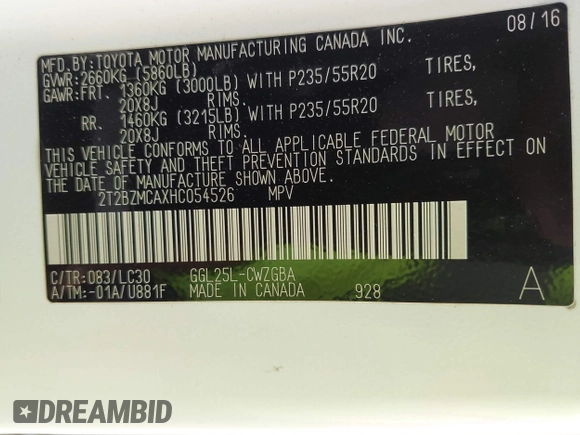 MFD.BY:TOYOTA MOTOR MANUFACTURING CANADA INC. 08/16
GVWR:2660KG (5860LB)
GAWR:FRT. 1360KG (3000LB) WITH P235/55R20 TIRES,
20X8J RIMS.
RR. 1460KG (3215LB) WITH P235/55R20 TIRES,
20X8J RIMS.
THIS VEHICLE CONFORMS TO ALL APPLICABLE FEDERAL MOTOR
VEHICLE SAFETY AND THEFT PREVENTION STANDARDS IN EFFECT ON
THE DATE OF MANUFACTURE SHOWN ABOVE.
2T2BZMCAXHC054526 MPV
C/TR:083/LC30 GGL25L-CWZGBA
A/TM:-01A/U881F MADE IN CANADA 928 A
DREAMBID